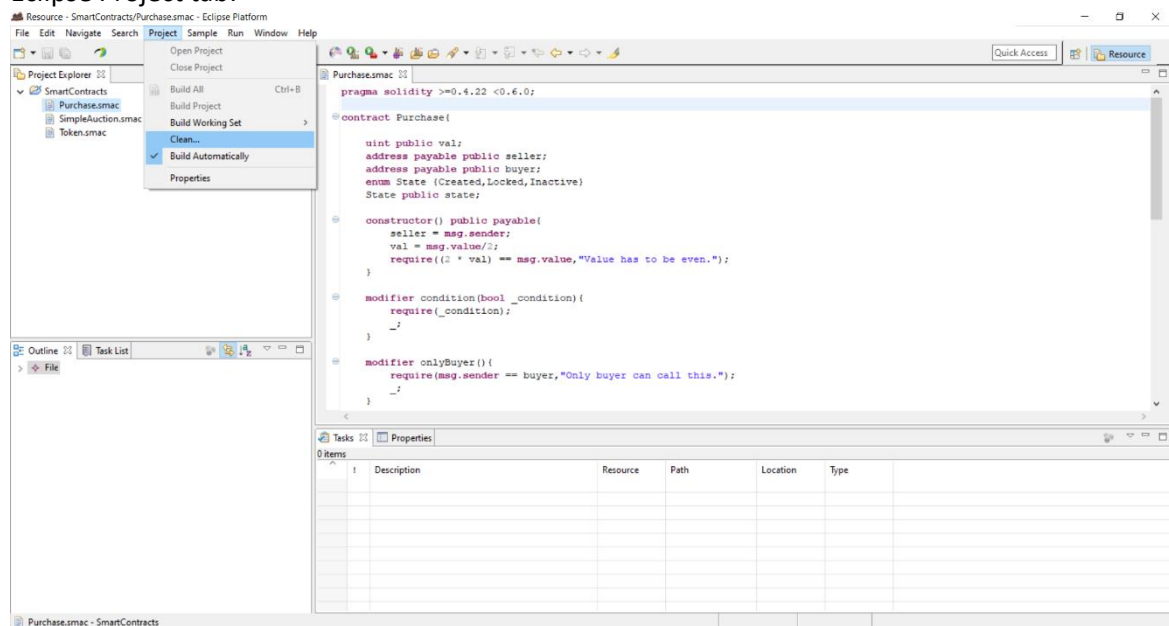 Eclipse Project tab.
Resource - SmartContracts/Purchase.smac - Eclipse Platform
File Edit Navigate Search Project Sample Run Window Help
Quick Access
Resource
Open Project
Close Project
Build All Ctrl+B
Build Project
Build Working Set >
Clean...
Build Automatically
Properties
Project Explorer
SmartContracts
Purchase.smac
SimpleAuction.smac
Token.smac
Purchase.smac
pragma solidity >=0.4.22 <0.6.0;
contract Purchase{
uint public val;
address payable public seller;
address payable public buyer;
enum State {Created,Locked,Inactive}
State public state;
constructor() public payable{
seller = msg.sender;
val = msg.value/2;
require((2 * val) == msg.value,"Value has to be even.");
}
modifier condition(bool _condition){
require(_condition);
_;
}
modifier onlyBuyer(){
require(msg.sender == buyer,"Only buyer can call this.");
_;
}
Outline Task List
> File
Tasks Properties
0 items
! Description Resource Path Location Type
Purchase.smac - SmartContracts